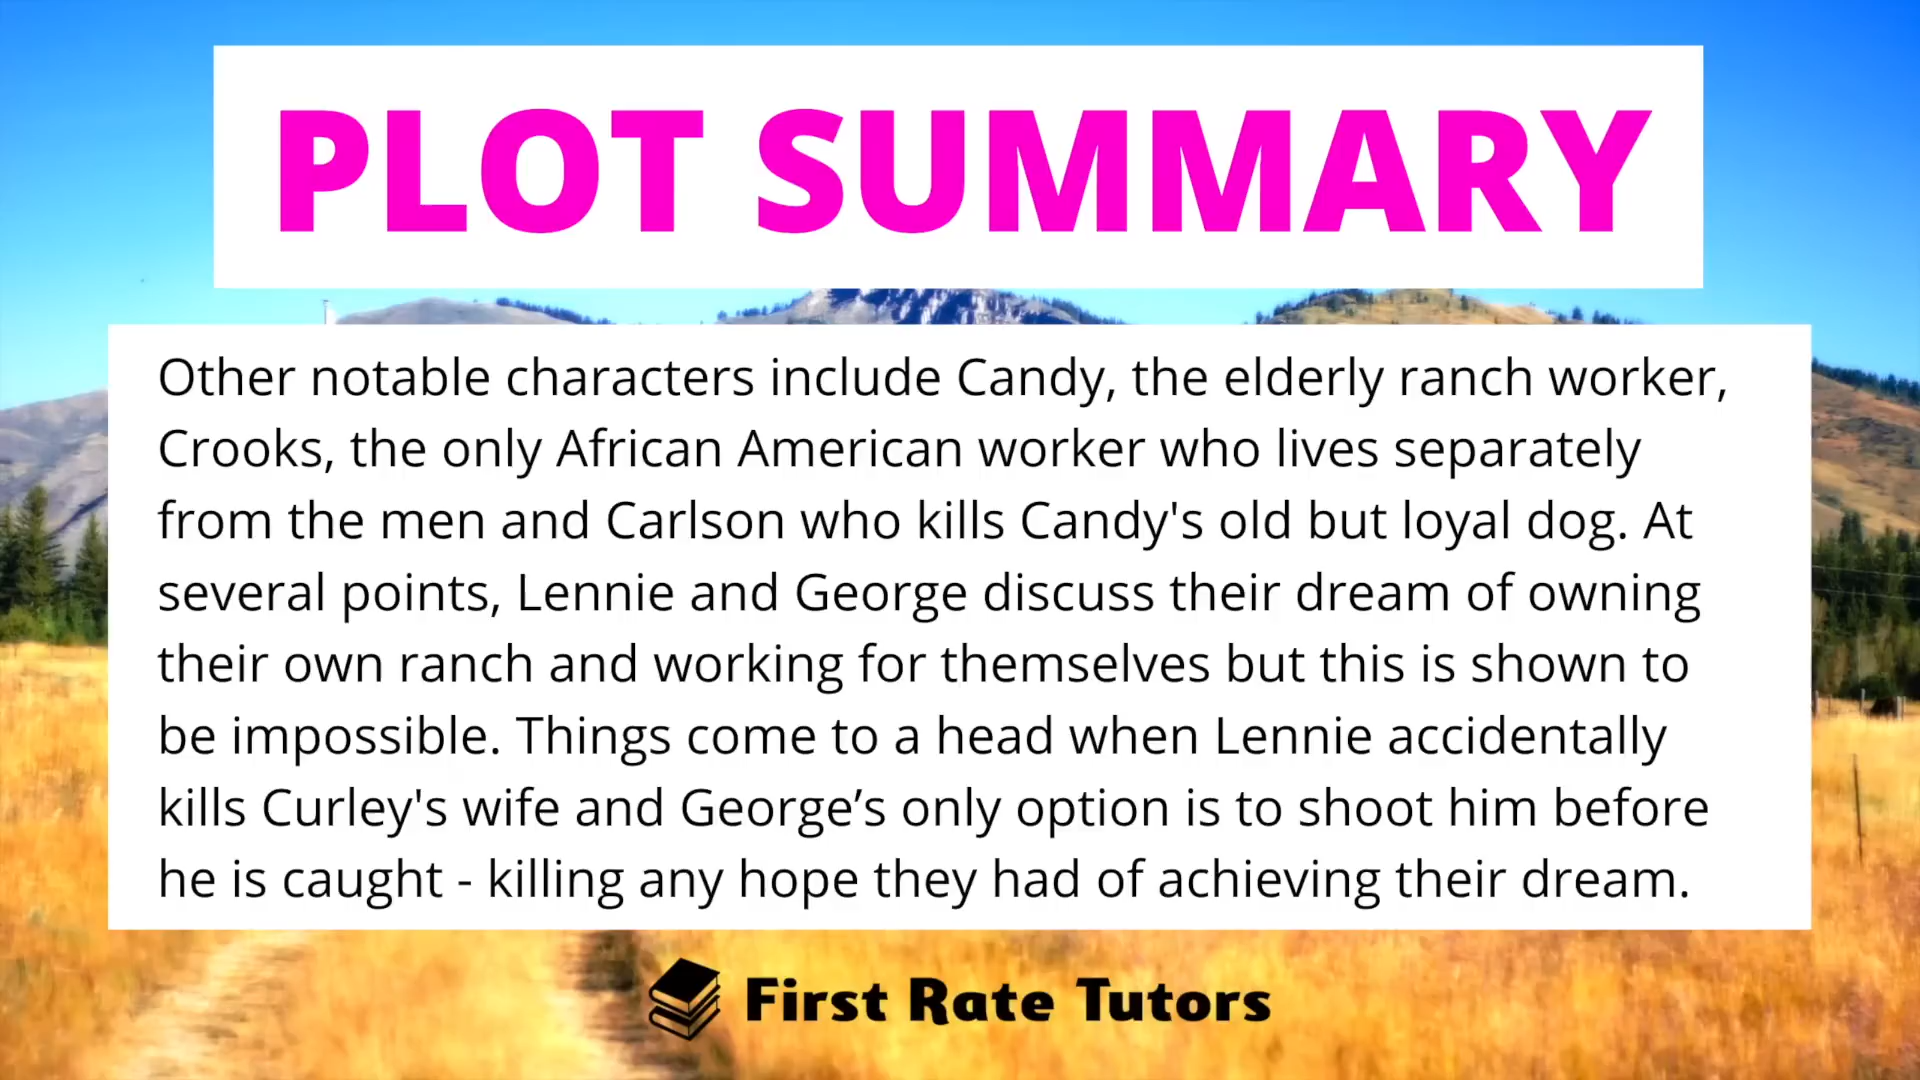 PLOT SUMMARY
Other notable characters include Candy, the elderly ranch worker,
Crooks, the only African American worker who lives separately
from the men and Carlson who kills Candy's old but loyal dog. At
several points, Lennie and George discuss their dream of owning
their own ranch and working for themselves but this is shown to
be impossible. Things come to a head when Lennie accidentally
kills Curley's wife and George’s only option is to shoot him before
he is caught - killing any hope they had of achieving their dream.
First Rate Tutors